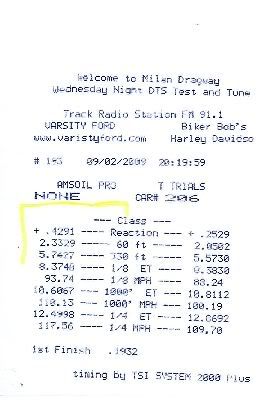 Welcome to Milan Dragway
Wednesday Night DTS Test and Tune
Track Radio Station FM 91.1
VARSITY FORD Biker Bob's
www.varistyford.com Harley Davidso
# 193 09/02/2009 20:19:59
AMSOIL PRO T TRIALS
NONE CAR# 206
--- Class ---
+ .4291 ---- Reaction --- + .2529
2.3329 ---- 60 ft ---- 2.0502
5.7427 ---- 330 ft ---- 5.5730
8.3748 ---- 1/8 ET ---- 8.3830
93.74 ---- 1/8 MPH ---- 83.24
10.6067 ---- 1000' ET ---- 10.8112
110.13 ---- 1000' MPH ---- 100.19
12.4998 ---- 1/4 ET ---- 12.8692
117.56 ---- 1/4 MPH ---- 109.70
1st Finish .1932
timing by TSI SYSTEM 2000 Plus